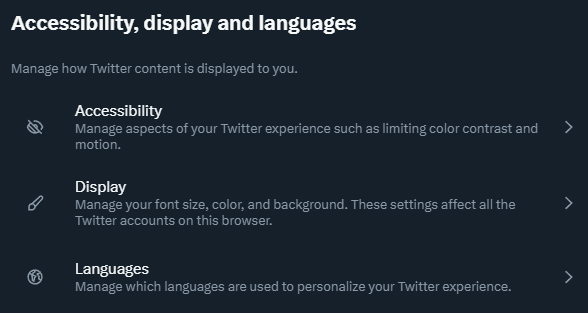 Accessibility, display and languages
Manage how Twitter content is displayed to you.
Accessibility
Manage aspects of your Twitter experience such as limiting color contrast and
motion.
Display
Manage your font size, color, and background. These settings affect all the
Twitter accounts on this browser.
Languages
Manage which languages are used to personalize your Twitter experience.